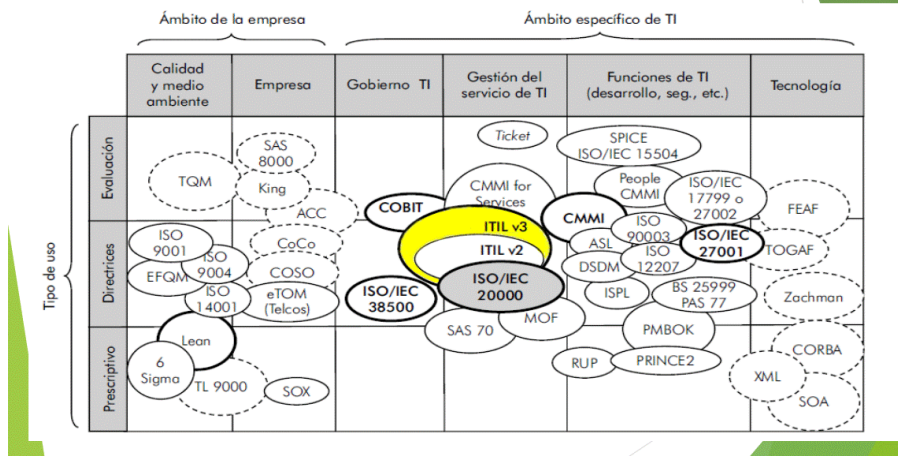 Ámbito de la empresa
Ámbito específico de TI
Calidad
y medio
ambiente
Empresa
Gobierno TI
Gestión del
servicio de TI
Funciones de TI
(desarrollo, seg., etc.)
Tecnología
Tipo de uso
Evaluación
TQM
SAS
8000
King
ACC
COBIT
Ticket
CMMI for
Services
SPICE
ISO/IEC 15504
People
CMMI
CMMI
ISO/IEC
17799 o
27002
FEAF
Directrices
ISO
9001
EFQM
ISO
9004
ISO
14001
CoCo
COSO
eTOM
(Telcos)
ISO/IEC
38500
ITIL v3
ITIL v2
ISO/IEC
20000
ASL
DSDM
ISPL
ISO
90003
ISO
12207
ISO/IEC
27001
BS 25999
PAS 77
TOGAF
Zachman
Prescriptivo
Lean
6
Sigma
TL 9000
SOX
SAS 70
MOF
RUP
PMBOK
PRINCE2
CORBA
XML
SOA